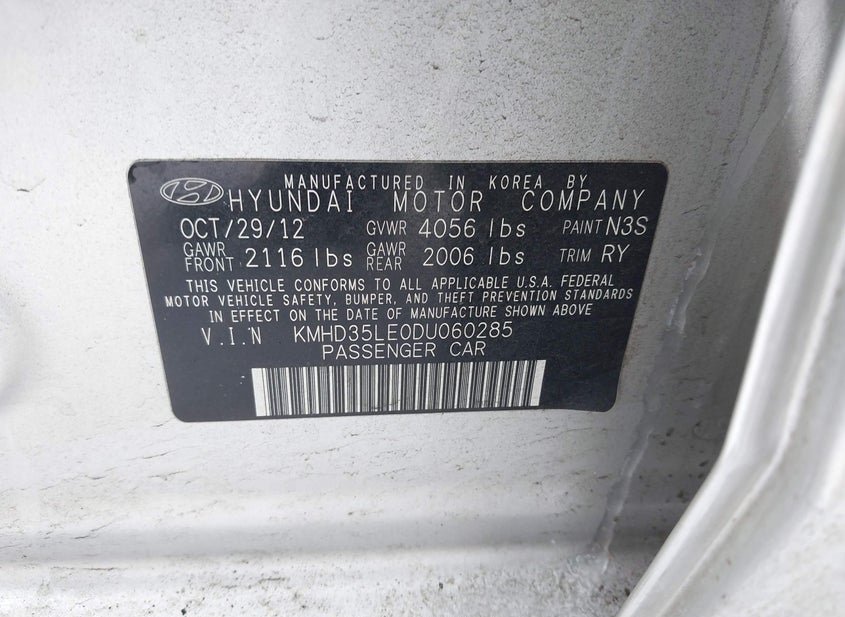 MANUFACTURED IN KOREA BY
HYUNDAI MOTOR COMPANY
OCT/29/12 GVWR 4056 lbs PAINT N3S
GAWR FRONT 2116 lbs GAWR REAR 2006 lbs TRIM RY
THIS VEHICLE CONFORMS TO ALL APPLICABLE U.S.A. FEDERAL
MOTOR VEHICLE SAFETY, BUMPER, AND THEFT PREVENTION STANDARDS
IN EFFECT ON THE DATE OF MANUFACTURE SHOWN ABOVE
V.I.N KMHD35LE0DU060285
PASSENGER CAR